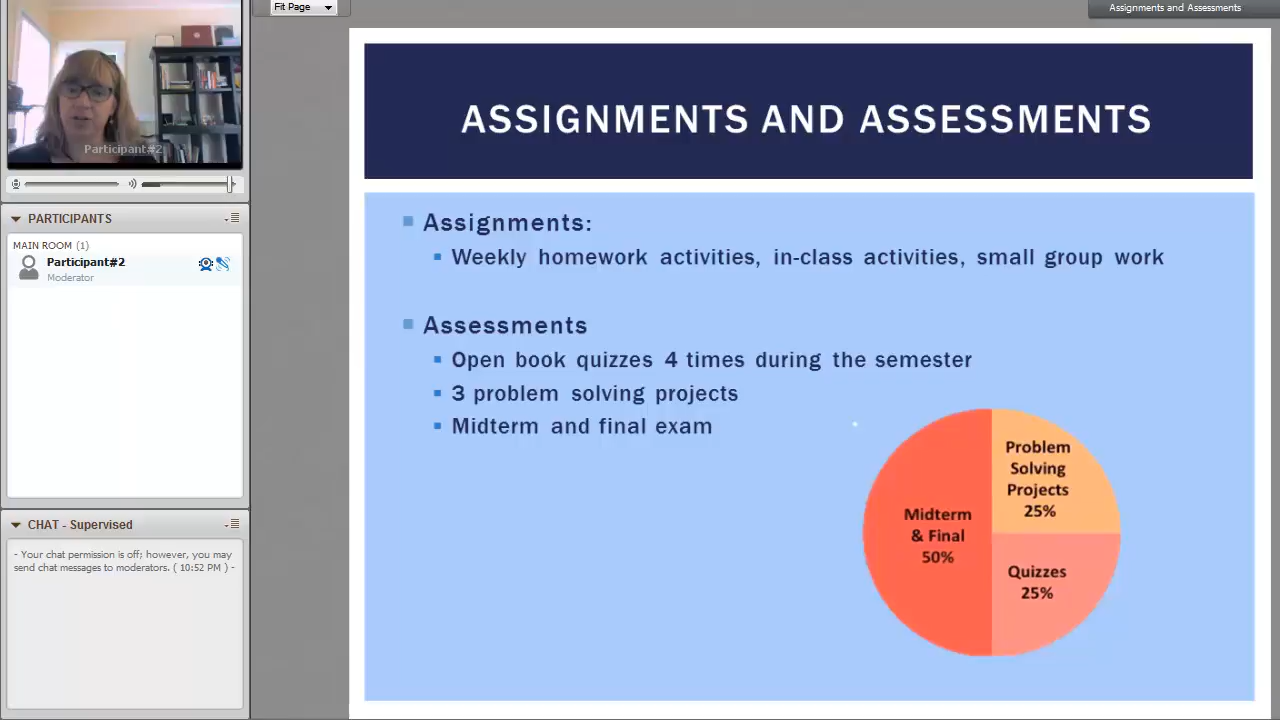 Fit Page
Assignments and Assessments
Participant#2
PARTICIPANTS
MAIN ROOM (1)
Participant#2
Moderator
CHAT - Supervised
- Your chat permission is off; however, you may
send chat messages to moderators. ( 10:52 PM ) -
ASSIGNMENTS AND ASSESSMENTS
Assignments:
Weekly homework activities, in-class activities, small group work
Assessments
Open book quizzes 4 times during the semester
3 problem solving projects
Midterm and final exam
Midterm
& Final
50%
Problem
Solving
Projects
25%
Quizzes
25%